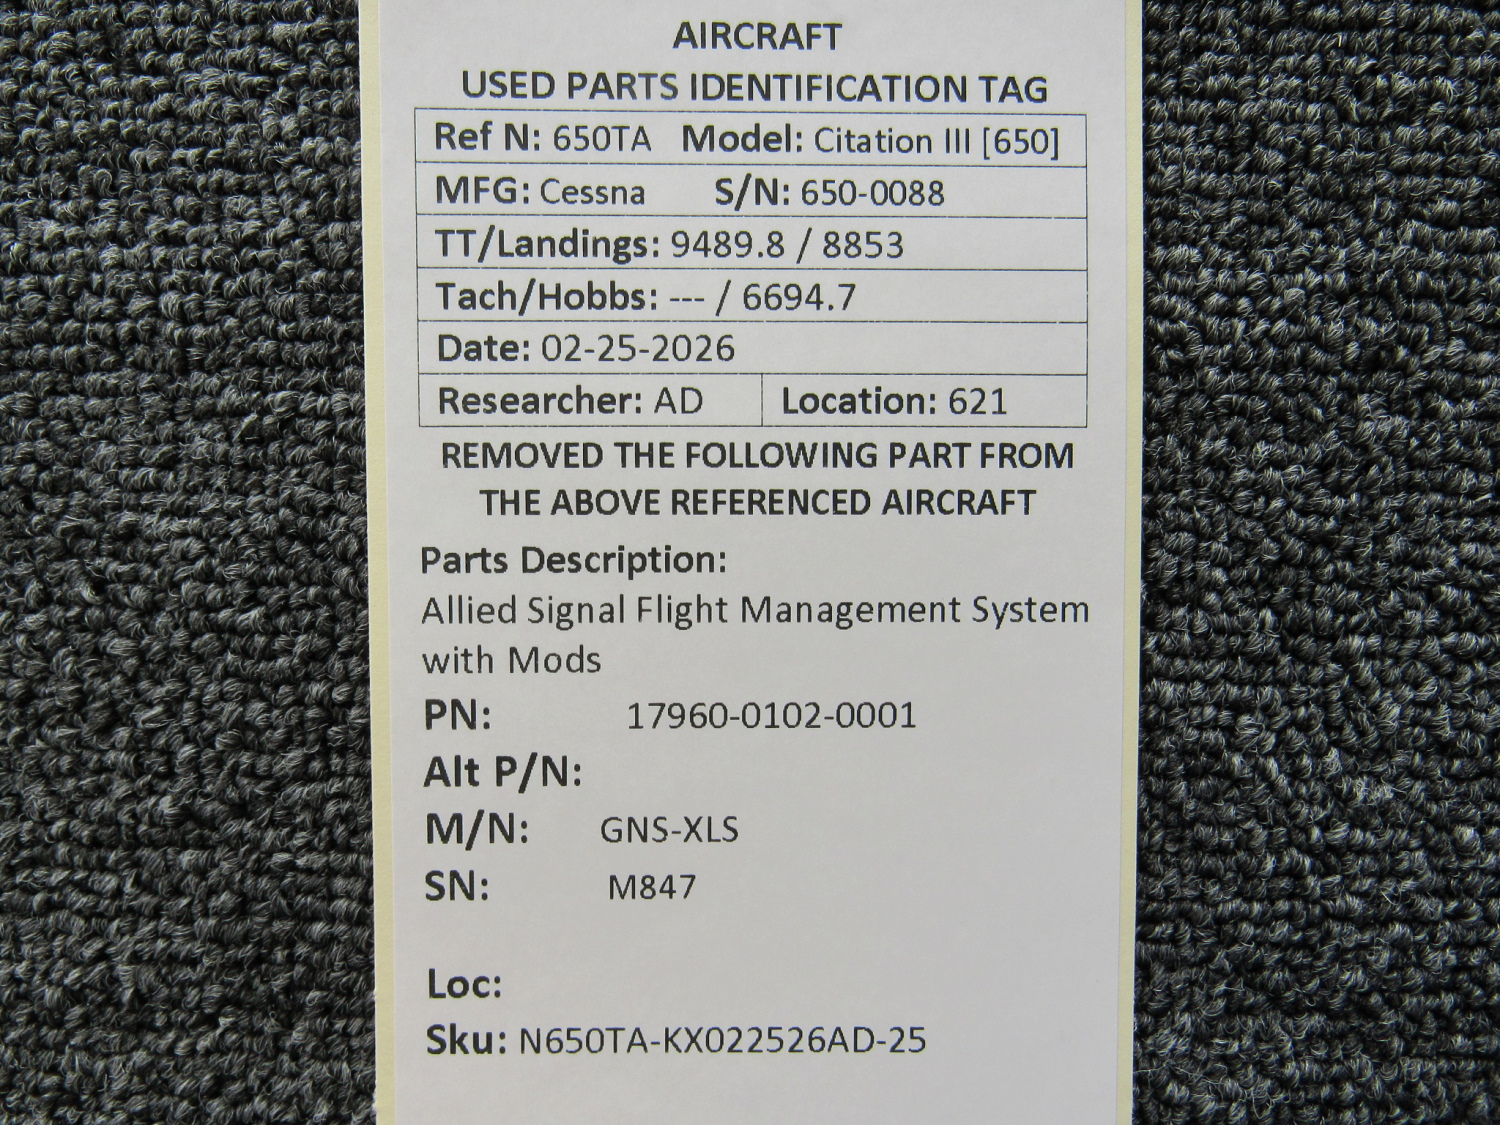 AIRCRAFT
USED PARTS IDENTIFICATION TAG
Ref N: 650TA Model: Citation III [650]
MFG: Cessna S/N: 650-0088
TT/Landings: 9489.8 / 8853
Tach/Hobbs: --- / 6694.7
Date: 02-25-2026
Researcher: AD Location: 621
REMOVED THE FOLLOWING PART FROM
THE ABOVE REFERENCED AIRCRAFT
Parts Description:
Allied Signal Flight Management System
with Mods
PN: 17960-0102-0001
Alt P/N:
M/N: GNS-XLS
SN: M847
Loc:
Sku: N650TA-KX022526AD-25